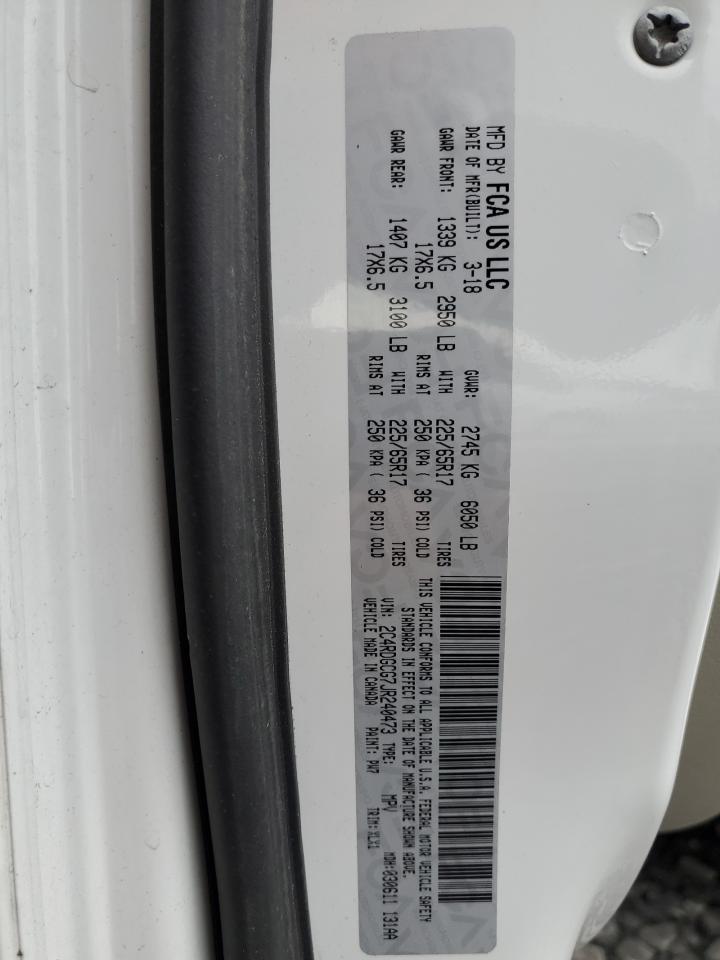 MFD BY FCA US LLC
DATE OF MFR(BUILT): 3-18 GVWR: 2745 KG 6050 LB
GAWR FRONT: 1339 KG 2950 LB WITH 225/65R17 TIRES
17X6.5 RIMS AT 250 KPA ( 36 PSI) COLD
GAWR REAR: 1407 KG 3100 LB WITH 225/65R17 TIRES
17X6.5 RIMS AT 250 KPA ( 36 PSI) COLD
THIS VEHICLE CONFORMS TO ALL APPLICABLE U.S.A. FEDERAL MOTOR VEHICLE SAFETY
STANDARDS IN EFFECT ON THE DATE OF MANUFACTURE SHOWN ABOVE.
VIN: 2C4RDGCG7JR240473 TYPE: MPV MDH:030611 131AA
VEHICLE MADE IN CANADA PAINT: PW7 TRIM:XLX1